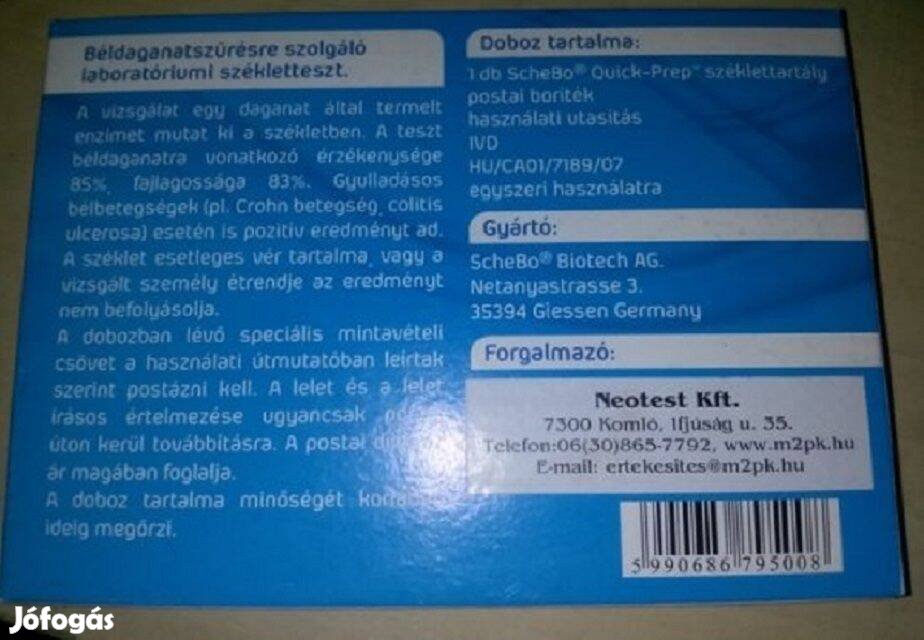 Béldaganatszűrésre szolgáló
laboratóriumi székletteszt.
A vizsgálat egy daganat által termelt
enzimet mutat ki a székletben. A teszt
béldaganatra vonatkozó érzékenysége
85%, fajlagossága 83%. Gyulladásos
bélbetegségek (pl. Crohn betegség, colitis
ulcerosa) esetén is pozitív eredményt ad.
A széklet esetleges vér tartalma, vagy a
vizsgált személy étrendje az eredményt
nem befolyásolja.
A dobozban lévő speciális mintavételi
csövet a használati útmutatóban leírtak
szerint postázni kell. A lelet és a lelet
írásos értelmezése ugyancsak
úton kerül továbbításra. A postai
ár magában foglalja.
A doboz tartalma minőségét
ideig megőrzi.
Doboz tartalma:
1 db ScheBo® Quick-Prep™ széklettartály
postai boríték
használati utasítás
IVD
HU/CA01/7189/07
egyszeri használatra
Gyártó:
ScheBo® Biotech AG.
Netanyastrasse 3.
35394 Giessen Germany
Forgalmazó:
Neotest Kft.
7300 Komló, Ifjúság u. 35.
Telefon:06(30)865-7792, www.m2pk.hu
E-mail: ertekesites@m2pk.hu
5 990686 795008
Jófogás